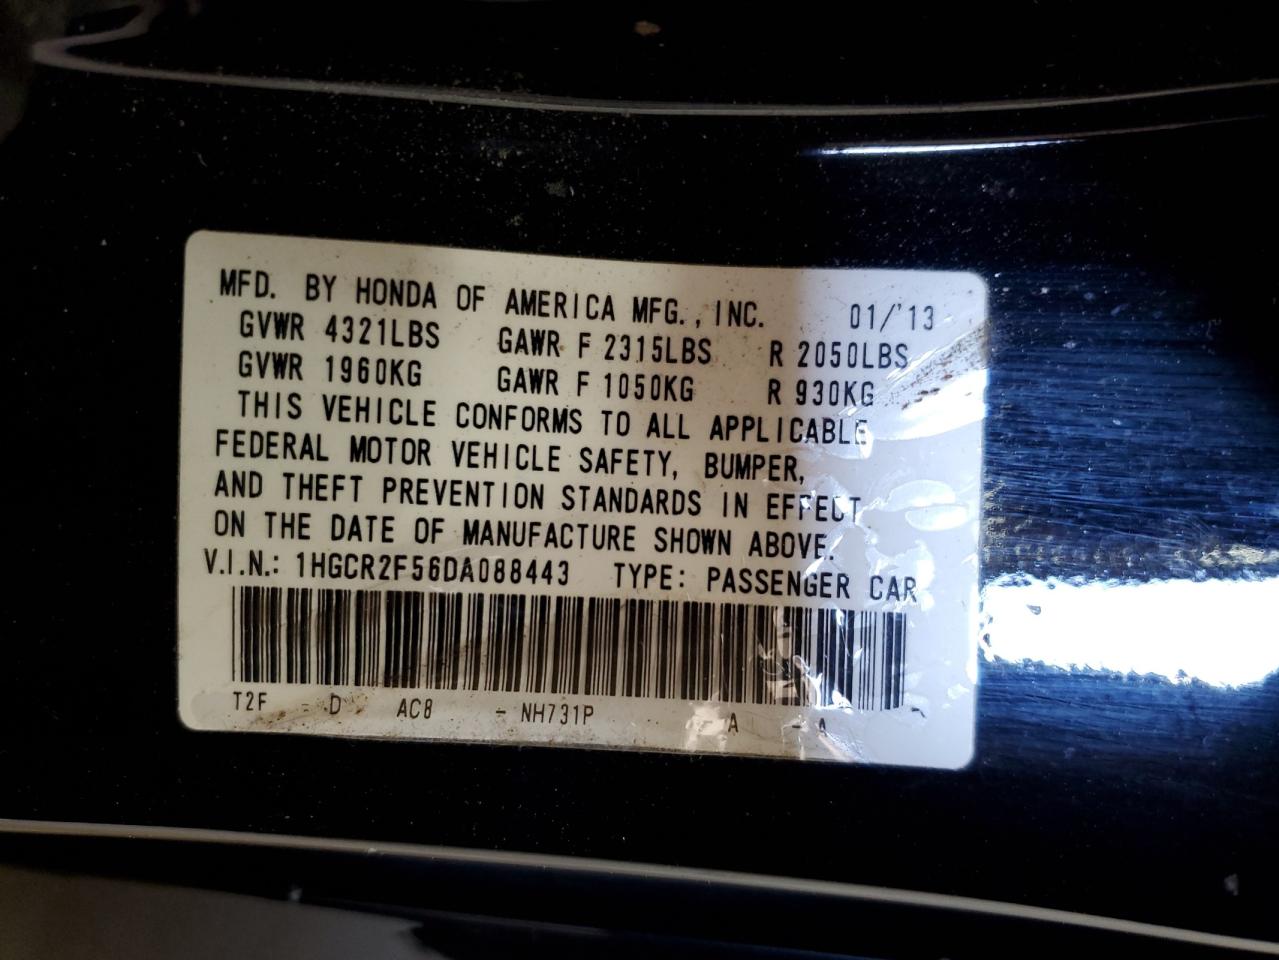 MFD. BY HONDA OF AMERICA MFG., INC. 01/'13
GVWR 4321LBS GAWR F 2315LBS R 2050LBS
GVWR 1960KG GAWR F 1050KG R 930KG
THIS VEHICLE CONFORMS TO ALL APPLICABLE
FEDERAL MOTOR VEHICLE SAFETY, BUMPER,
AND THEFT PREVENTION STANDARDS IN EFFECT
ON THE DATE OF MANUFACTURE SHOWN ABOVE.
V.I.N.: 1HGCR2F56DA088443 TYPE: PASSENGER CAR
T2F - D AC8 - NH731P A - A